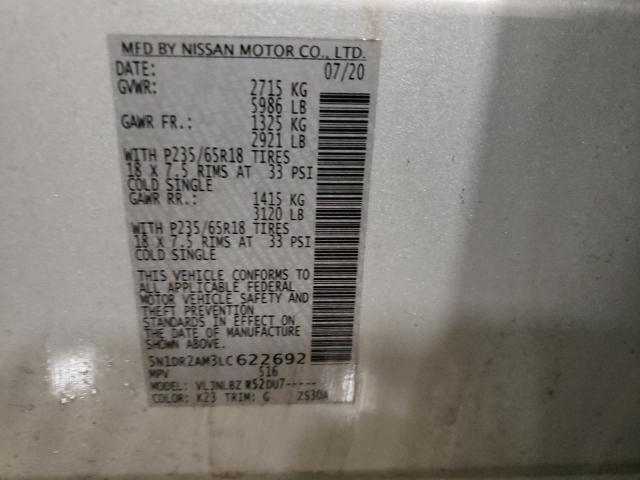 MFD BY NISSAN MOTOR CO., LTD.
DATE: 07/20
GVWR: 2715 KG
5986 LB
GAWR FR.: 1325 KG
2921 LB
WITH P235/65R18 TIRES
18 X 7.5 RIMS AT 33 PSI
COLD SINGLE
GAWR RR.: 1415 KG
3120 LB
WITH P235/65R18 TIRES
18 X 7.5 RIMS AT 33 PSI
COLD SINGLE
THIS VEHICLE CONFORMS TO
ALL APPLICABLE FEDERAL
MOTOR VEHICLE SAFETY AND
THEFT PREVENTION
STANDARDS IN EFFECT ON
THE DATE OF MANUFACTURE
SHOWN ABOVE.
5N1DR2AM3LC622692
MPV 516
MODEL: VLJNLBZ R52DU7-----
COLOR: K23 TRIM: G ZS30A